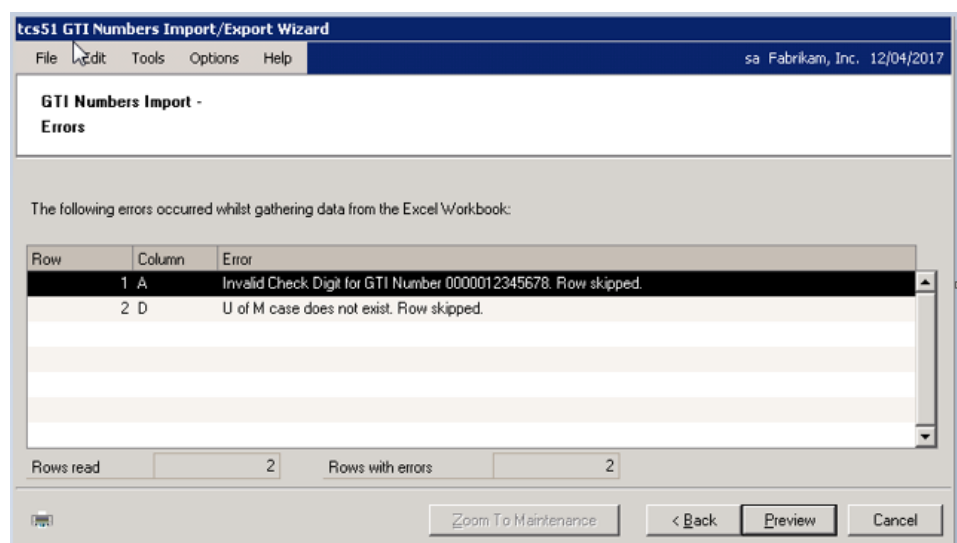 tcs51 GTI Numbers Import/Export Wizard
File Edit Tools Options Help sa Fabrikam, Inc. 12/04/2017
GTI Numbers Import -
Errors
The following errors occurred whilst gathering data from the Excel Workbook:
Row Column Error
1 A Invalid Check Digit for GTI Number 0000012345678. Row skipped.
2 D U of M case does not exist. Row skipped.
Rows read 2 Rows with errors 2
Zoom To Maintenance < Back Preview Cancel